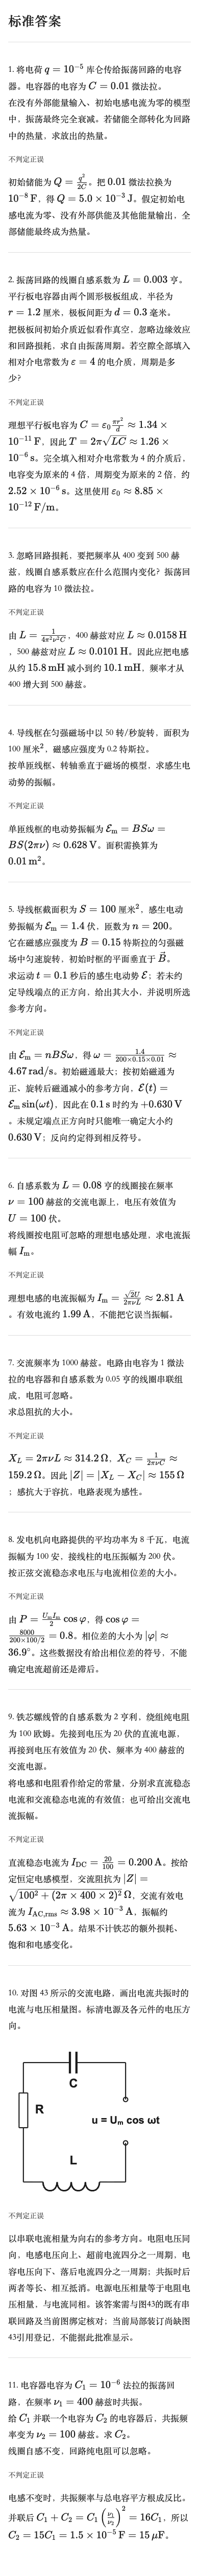 标准答案
1. 将电荷 q = 10⁻⁵ 库仑传给振荡回路的电容
器。电容器的电容为 C = 0.01 微法拉。
在没有外部能量输入、初始电感电流为零的模型
中，振荡最终完全衰减。若储能全部转化为回路
中的热量，求放出的热量。
不判定正误
初始储能为 Q = q²/2C。把 0.01 微法拉换为
10⁻⁸ F，得 Q = 5.0 × 10⁻³ J。假定初始电
感电流为零、没有外部供能及其他能量输出，全
部储能最终成为热量。
2. 振荡回路的线圈自感系数为 L = 0.003 亨。
平行板电容器由两个圆形极板组成，半径为
r = 1.2 厘米，极板间距为 d = 0.3 毫米。
把极板间初始介质近似看作真空，忽略边缘效应
和回路损耗，求自由振荡周期。若空隙全部填入
相对介电常数为 ε = 4 的电介质，周期是多
少？
不判定正误
理想平行板电容为 C = ε₀πr²/d ≈ 1.34 ×
10⁻¹¹ F，因此 T = 2π√LC ≈ 1.26 ×
10⁻⁶ s。完全填入相对介电常数为 4 的介质后，
电容变为原来的 4 倍，周期变为原来的 2 倍，约
2.52 × 10⁻⁶ s。这里使用 ε₀ ≈ 8.85 ×
10⁻¹² F/m。
3. 忽略回路损耗，要把频率从 400 变到 500 赫
兹，线圈自感系数应在什么范围内变化？振荡回
路的电容为 10 微法拉。
不判定正误
由 L = 1/4π²ν²C，400 赫兹对应 L ≈ 0.0158 H
，500 赫兹对应 L ≈ 0.0101 H。因此应把电感
从约 15.8 mH 减小到约 10.1 mH，频率才从
400 增大到 500 赫兹。
4. 导线框在匀强磁场中以 50 转/秒旋转，面积为
100 厘米²，磁感应强度为 0.2 特斯拉。
按单匝线框、转轴垂直于磁场的模型，求感生电
动势的振幅。
不判定正误
单匝线框的电动势振幅为 ℰₘ = BSω =
BS(2πν) ≈ 0.628 V。面积需换算为
0.01 m²。
5. 导线框截面积为 S = 100 厘米²，感生电动
势振幅为 ℰₘ = 1.4 伏，匝数为 n = 200。
它在磁感应强度为 B = 0.15 特斯拉的匀强磁
场中匀速旋转，初始时框的平面垂直于 B⃗。
求运动 t = 0.1 秒后的感生电动势 ℰ；若未约
定导线端点的正方向，给出其大小，并说明所选
参考方向。
不判定正误
由 ℰₘ = nBSω，得 ω = 1.4/200×0.15×0.01 ≈
4.67 rad/s。初始磁通最大；按初始磁通为
正、旋转后磁通减小的参考方向，ℰ(t) =
ℰₘ sin(ωt)，因此在 0.1 s 时约为 +0.630 V
。未规定端点正方向时只能唯一确定大小约
0.630 V；反向约定得到相反符号。
6. 自感系数为 L = 0.08 亨的线圈接在频率
ν = 100 赫兹的交流电源上，电压有效值为
U = 100 伏。
将线圈按电阻可忽略的理想电感处理，求电流振
幅 Iₘ。
不判定正误
理想电感的电流振幅为 Iₘ = √2U/2πνL ≈ 2.81 A
。有效电流约 1.99 A，不能把它误当振幅。
7. 交流频率为 1000 赫兹。电路由电容为 1 微法
拉的电容器和自感系数为 0.05 亨的线圈串联组
成，电阻可忽略。
求总阻抗的大小。
不判定正误
X_L = 2πνL ≈ 314.2 Ω，X_C = 1/2πνC ≈
159.2 Ω。因此 |Z| = |X_L − X_C| ≈ 155 Ω
；感抗大于容抗，电路表现为感性。
8. 发电机向电路提供的平均功率为 8 千瓦，电流
振幅为 100 安，接线柱的电压振幅为 200 伏。
按正弦交流稳态求电压与电流相位差的大小。
不判定正误
由 P = UₘIₘ/2 cos φ，得 cos φ =
8000/200×100/2 = 0.8。相位差的大小为 |φ| ≈
36.9°。这些数据没有给出相位差的符号，不能
确定电流超前还是滞后。
9. 铁芯螺线管的自感系数为 2 亨利，绕组纯电阻
为 100 欧姆。先接到电压为 20 伏的直流电源，
再接到电压有效值为 20 伏、频率为 400 赫兹的
交流电源。
将电感和电阻看作给定的常量，分别求直流稳态
电流和交流稳态电流的有效值；也可给出交流电
流振幅。
不判定正误
直流稳态电流为 I_DC = 20/100 = 0.200 A。按给
定恒定电感模型，交流阻抗为 |Z| =
√100² + (2π × 400 × 2)² Ω，交流有效电
流为 I_AC,rms ≈ 3.98 × 10⁻³ A，振幅约
5.63 × 10⁻³ A。结果不计铁芯的额外损耗、
饱和和电感变化。
10. 对图 43 所示的交流电路，画出电流共振时的
电流与电压相量图。标清电源及各元件的电压方
向。
C
R
u = Uₘ cos ωt
L
不判定正误
以串联电流相量为向右的参考方向。电阻电压同
向，电感电压向上、超前电流四分之一周期，电
容电压向下、落后电流四分之一周期；共振时后
两者等长、相互抵消。电源电压相量等于电阻电
压相量，与电流同相。该答案需与图43的既有串
联回路及当前图绑定核对；当前局部装订尚缺图
43引用登记，不能据此批准显示。
11. 电容器电容为 C₁ = 10⁻⁶ 法拉的振荡回
路，在频率 ν₁ = 400 赫兹时共振。
给 C₁ 并联一个电容为 C₂ 的电容器后，共振频
率变为 ν₂ = 100 赫兹。求 C₂。
线圈自感不变，回路纯电阻可以忽略。
不判定正误
电感不变时，共振频率与总电容平方根成反比。
并联后 C₁ + C₂ = C₁(ν₁/ν₂)² = 16C₁，所以
C₂ = 15C₁ = 1.5 × 10⁻⁵ F = 15 μF。